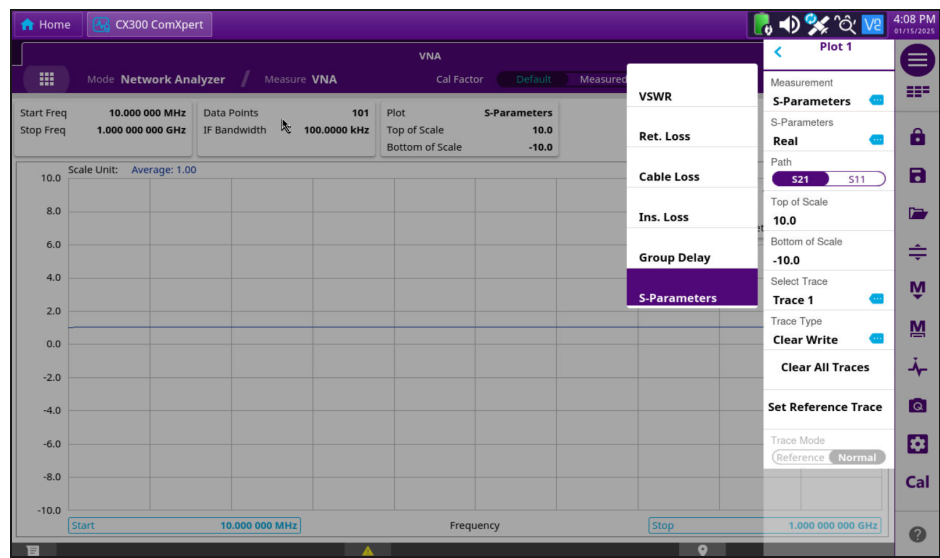 Home
CX300 ComXpert
V2
4:08 PM
01/15/2025
VNA
Mode Network Analyzer / Measure VNA
Cal Factor Default Measured
Start Freq 10.000 000 MHz
Stop Freq 1.000 000 000 GHz
Data Points 101
IF Bandwidth 100.0000 kHz
Plot S-Parameters
Top of Scale 10.0
Bottom of Scale -10.0
Scale Unit: Average: 1.00
10.0
8.0
6.0
4.0
2.0
0.0
-2.0
-4.0
-6.0
-8.0
-10.0
Start 10.000 000 MHz
Frequency
Stop 1.000 000 000 GHz
VSWR
Ret. Loss
Cable Loss
Ins. Loss
Group Delay
S-Parameters
Plot 1
Measurement
S-Parameters
S-Parameters
Real
Path
S21 S11
Top of Scale
10.0
Bottom of Scale
-10.0
Select Trace
Trace 1
Trace Type
Clear Write
Clear All Traces
Set Reference Trace
Trace Mode
Reference Normal
M
M
Cal
?